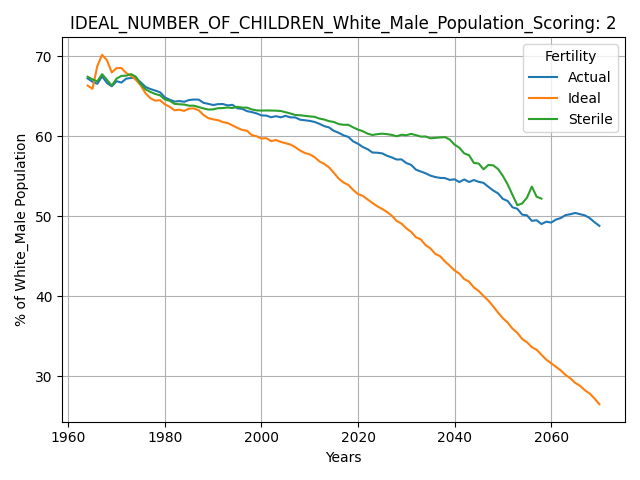 IDEAL_NUMBER_OF_CHILDREN_White_Male_Population_Scoring: 2
Fertility
Actual
Ideal
Sterile
% of White_Male Population
70
60
50
40
30
1960
1980
2000
2020
2040
2060
Years